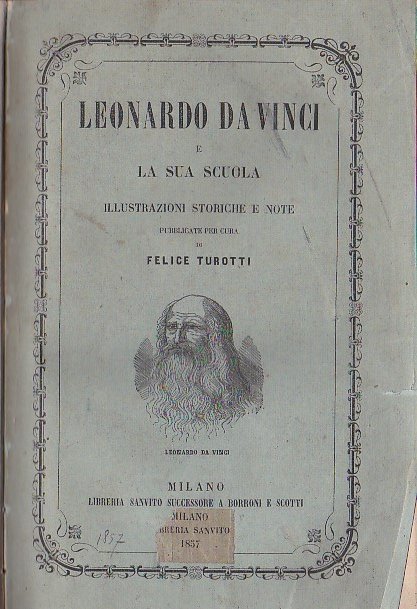 LEONARDO DA VINCI
E
LA SUA SCUOLA
ILLUSTRAZIONI STORICHE E NOTE
PUBBLICATE PER CURA
DI
FELICE TUROTTI
LEONARDO DA VINCI
MILANO
LIBRERIA SANVITO SUCCESSORE A BORRONI E SCOTTI
MILANO
BRERIA SANVITO
1857
1857